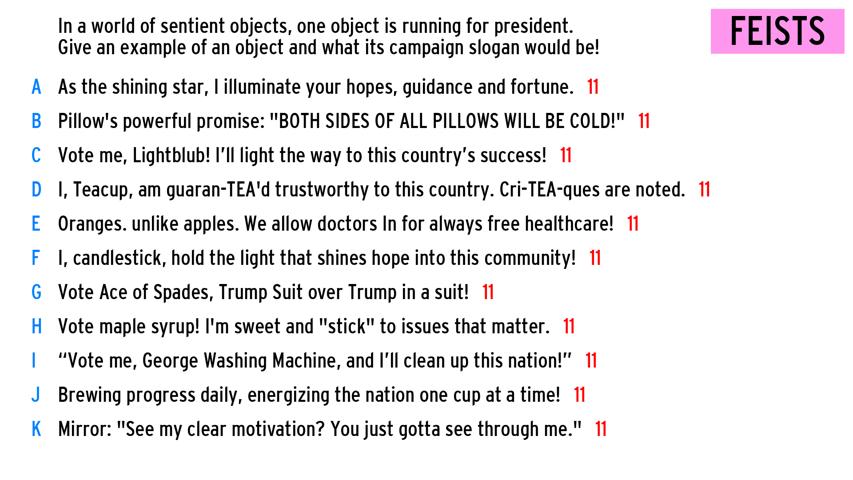 In a world of sentient objects, one object is running for president.
Give an example of an object and what its campaign slogan would be!
FEISTS
A As the shining star, I illuminate your hopes, guidance and fortune. 11
B Pillow's powerful promise: "BOTH SIDES OF ALL PILLOWS WILL BE COLD!" 11
C Vote me, Lightblub! I'll light the way to this country's success! 11
D I, Teacup, am guaran-TEA'd trustworthy to this country. Cri-TEA-ques are noted. 11
E Oranges. unlike apples. We allow doctors In for always free healthcare! 11
F I, candlestick, hold the light that shines hope into this community! 11
G Vote Ace of Spades, Trump Suit over Trump in a suit! 11
H Vote maple syrup! I'm sweet and "stick" to issues that matter. 11
I “Vote me, George Washing Machine, and I’ll clean up this nation!” 11
J Brewing progress daily, energizing the nation one cup at a time! 11
K Mirror: "See my clear motivation? You just gotta see through me." 11